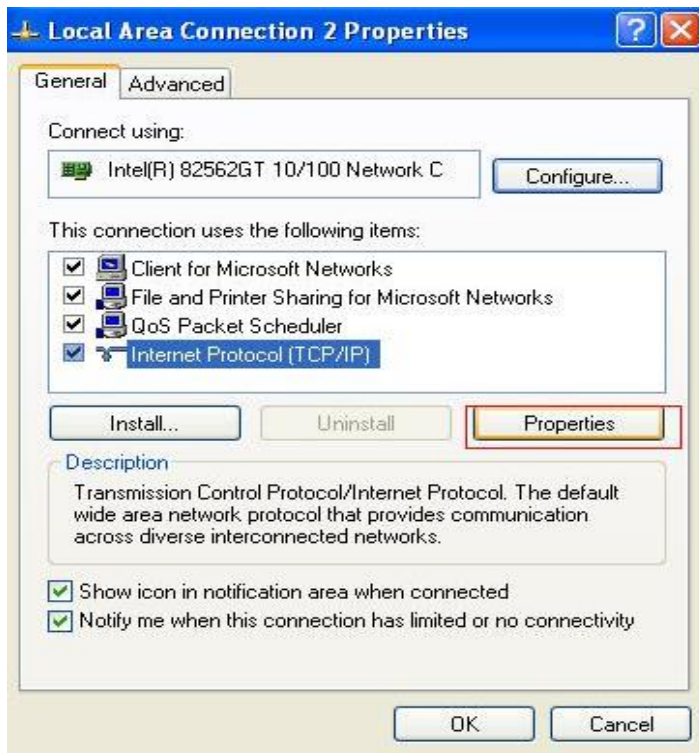 Local Area Connection 2 Properties
General Advanced
Connect using:
Intel(R) 82562GT 10/100 Network C Configure...
This connection uses the following items:
Client for Microsoft Networks
File and Printer Sharing for Microsoft Networks
QoS Packet Scheduler
Internet Protocol (TCP/IP)
Install... Uninstall Properties
Description
Transmission Control Protocol/Internet Protocol. The default
wide area network protocol that provides communication
across diverse interconnected networks.
Show icon in notification area when connected
Notify me when this connection has limited or no connectivity
OK Cancel